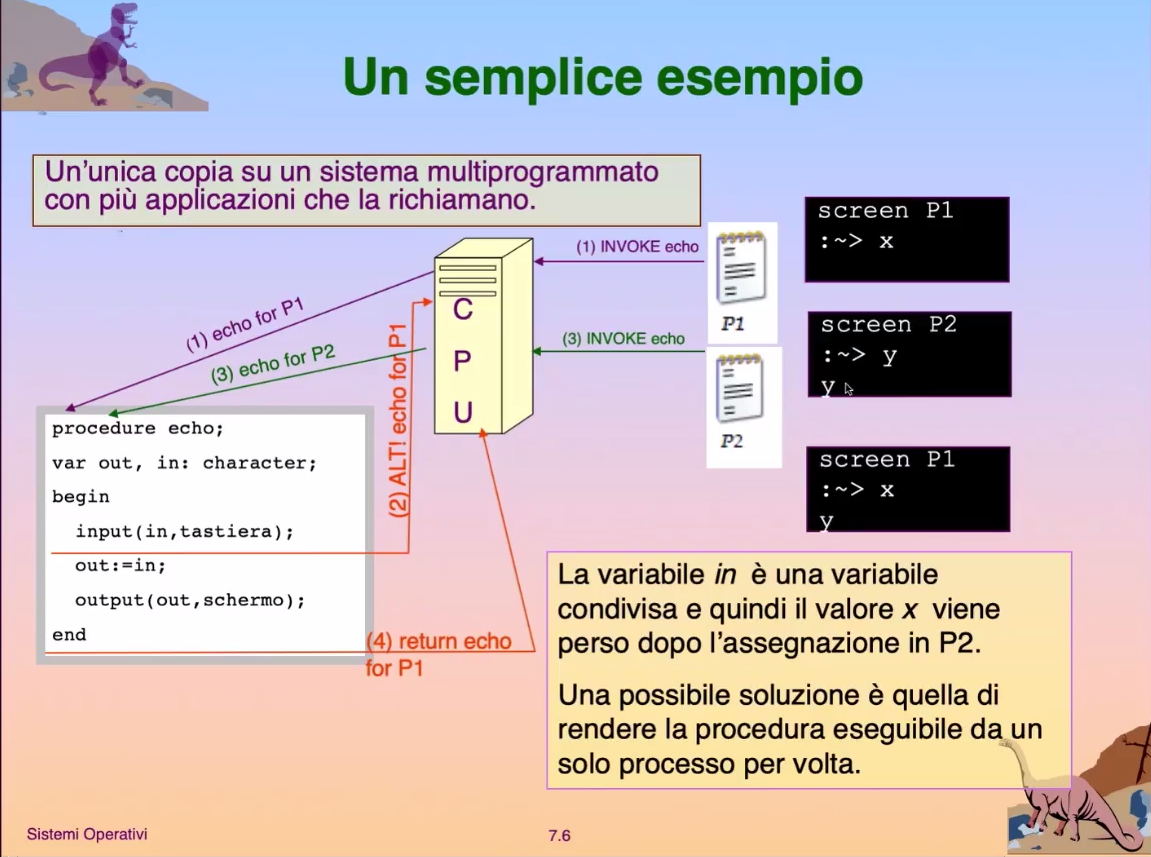 Un semplice esempio
Un'unica copia su un sistema multiprogrammato
con più applicazioni che la richiamano.
(1) INVOKE echo
P1
screen P1
:~> x
(1) echo for P1
C
P
U
(3) INVOKE echo
P2
screen P2
:~> y
y
(3) echo for P2
(2) ALT! echo for P1
screen P1
:~> x
y
procedure echo;
var out, in: character;
begin
input(in,tastiera);
out:=in;
output(out,schermo);
end
(4) return echo
for P1
La variabile in è una variabile
condivisa e quindi il valore x viene
perso dopo l'assegnazione in P2.
Una possibile soluzione è quella di
rendere la procedura eseguibile da un
solo processo per volta.
Sistemi Operativi
7.6